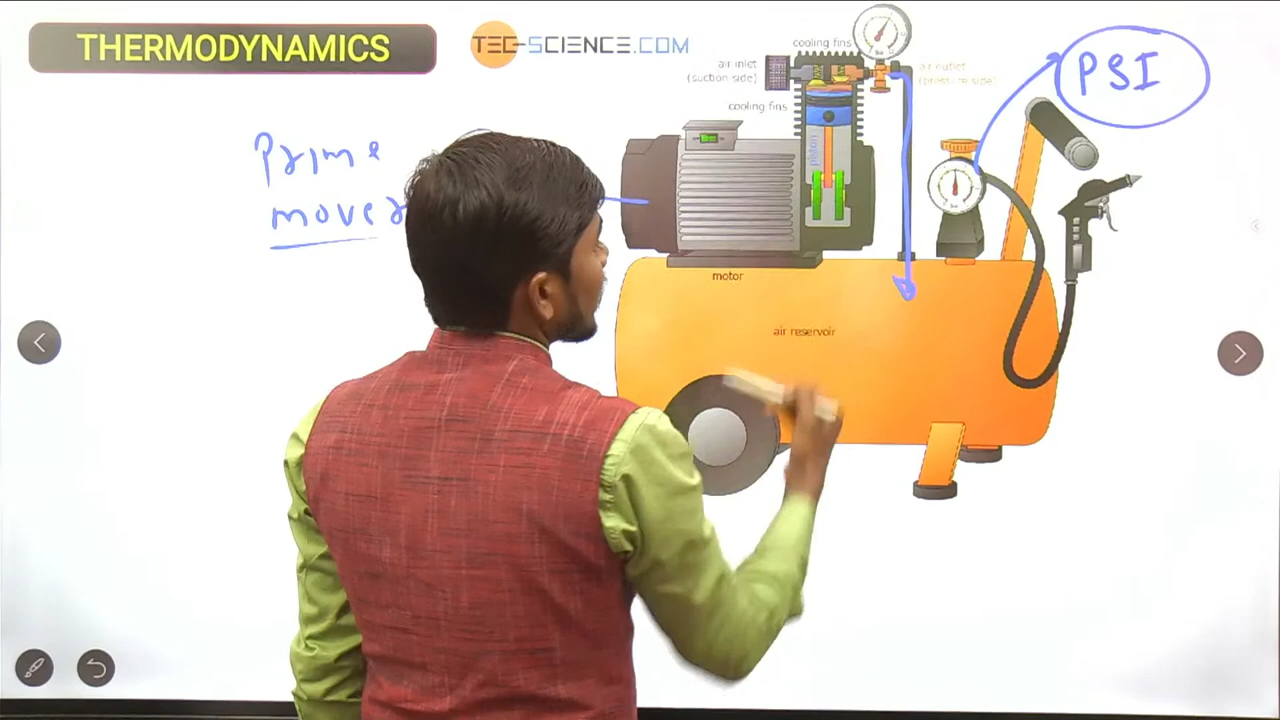 THERMODYNAMICS
TEC-SCIENCE.COM
cooling fins
air inlet
(suction side)
air outlet
(pressure side)
cooling fins
piston
PSI
Prime
mover
motor
air reservoir